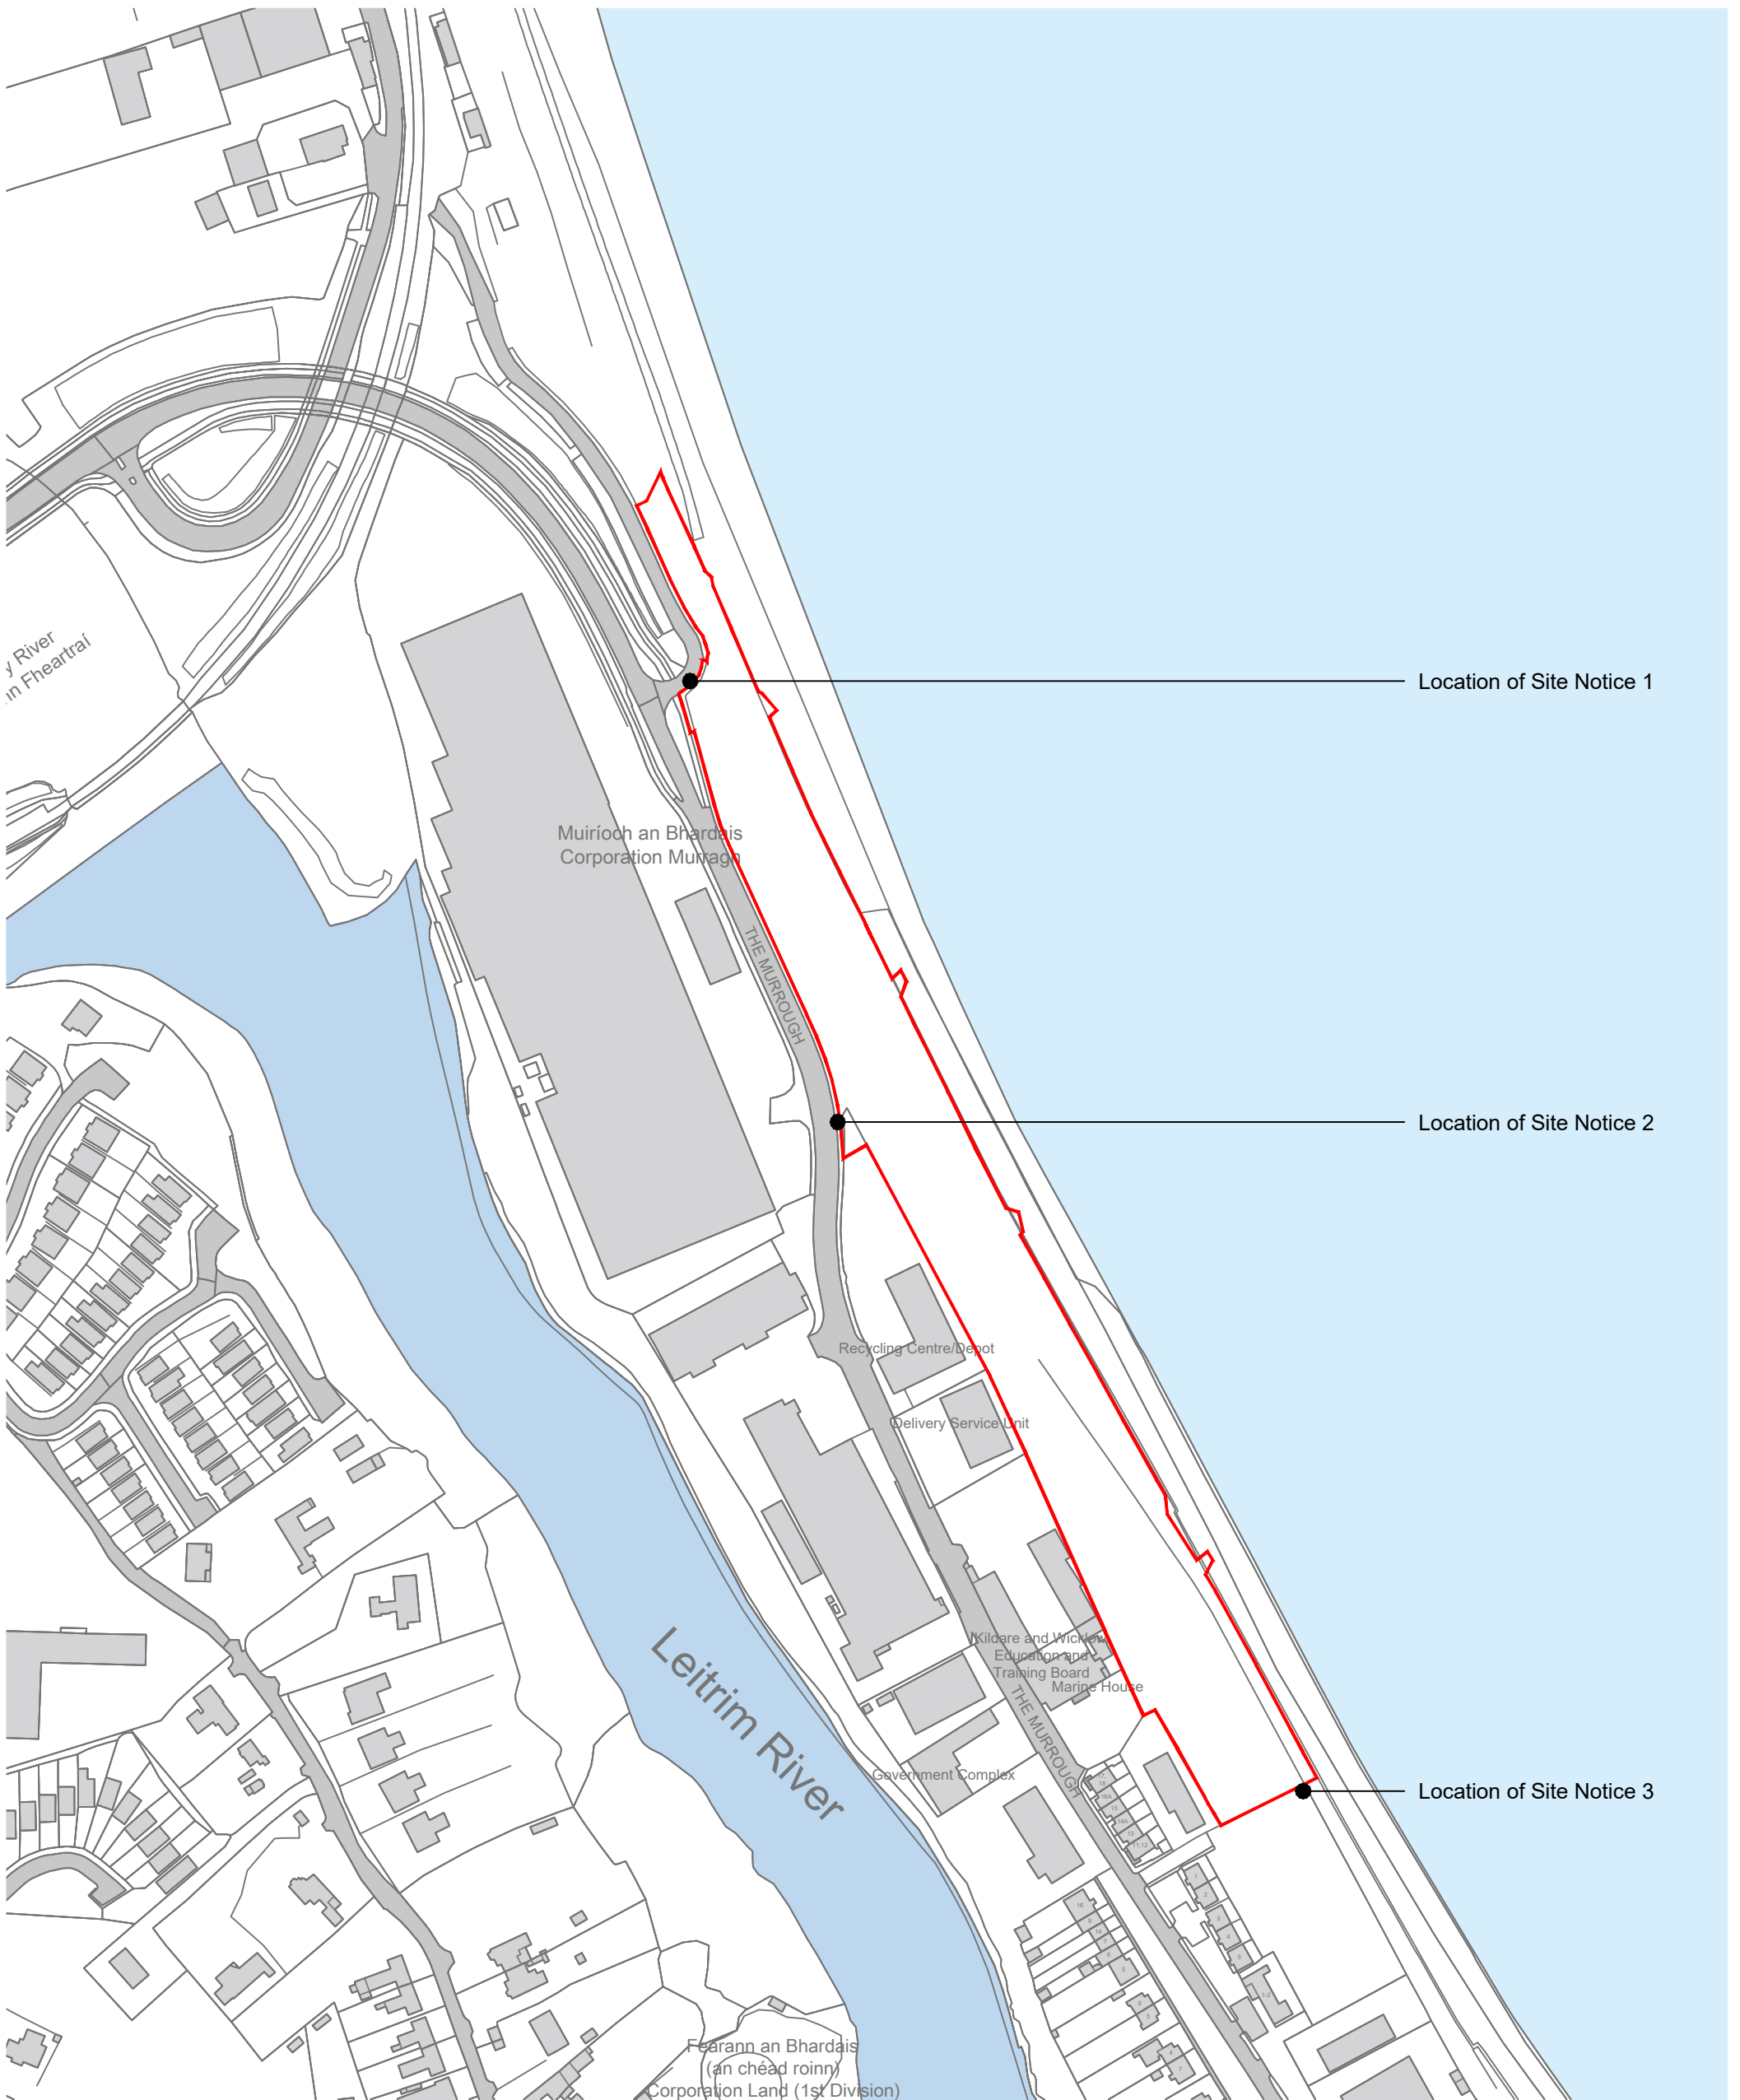 y River
Location of Site Notice 1
Muiríoch an Bhardais
Corporation Murragh
THE MURROUGH
Location of Site Notice 2
Recycling Centre/Depot
Delivery Service Unit
Kildare and Wicklow
Education and
Training Board
Marine House
THE MURROUGH
Leitrim River
Government Complex
Location of Site Notice 3
Fearann an Bhardais
(an chéad roinn)
Corporation Land (1st Division)